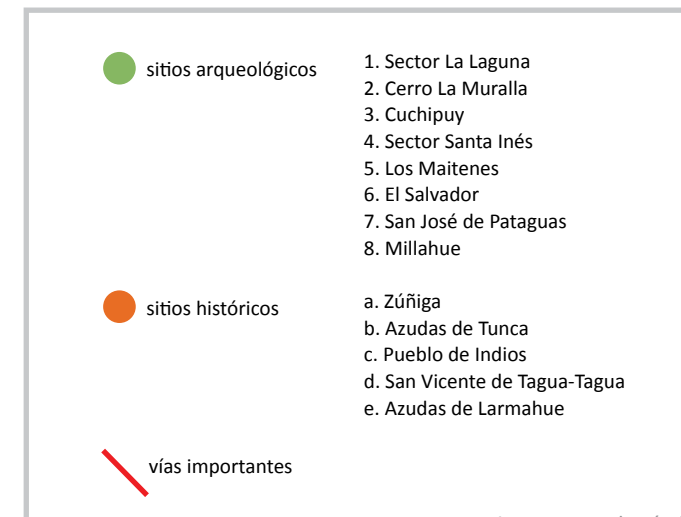 sitios arqueológicos
1. Sector La Laguna
2. Cerro La Muralla
3. Cuchipuy
4. Sector Santa Inés
5. Los Maitenes
6. El Salvador
7. San José de Pataguas
8. Millahue
sitios históricos
a. Zúñiga
b. Azudas de Tunca
c. Pueblo de Indios
d. San Vicente de Tagua-Tagua
e. Azudas de Larmahue
vías importantes